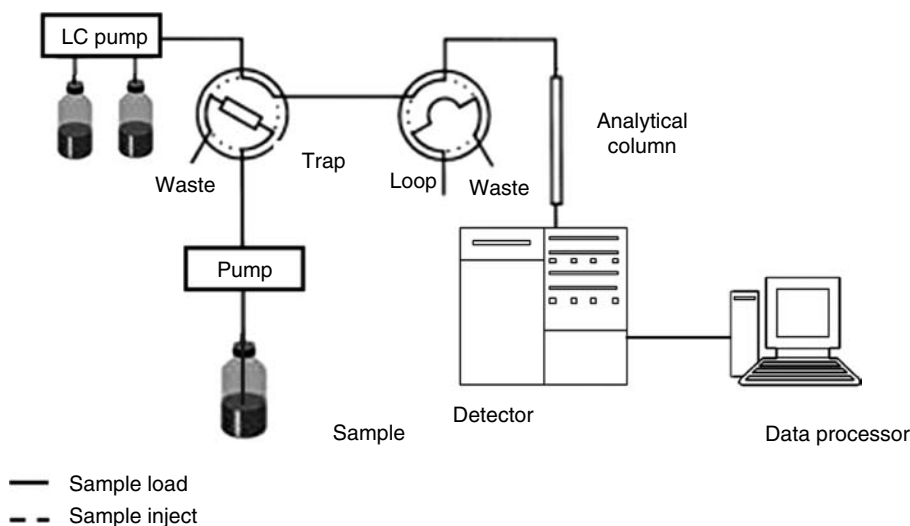 LC pump
Waste
Trap
Loop
Waste
Analytical
column
Pump
Sample
Detector
Data processor
Sample load
Sample inject